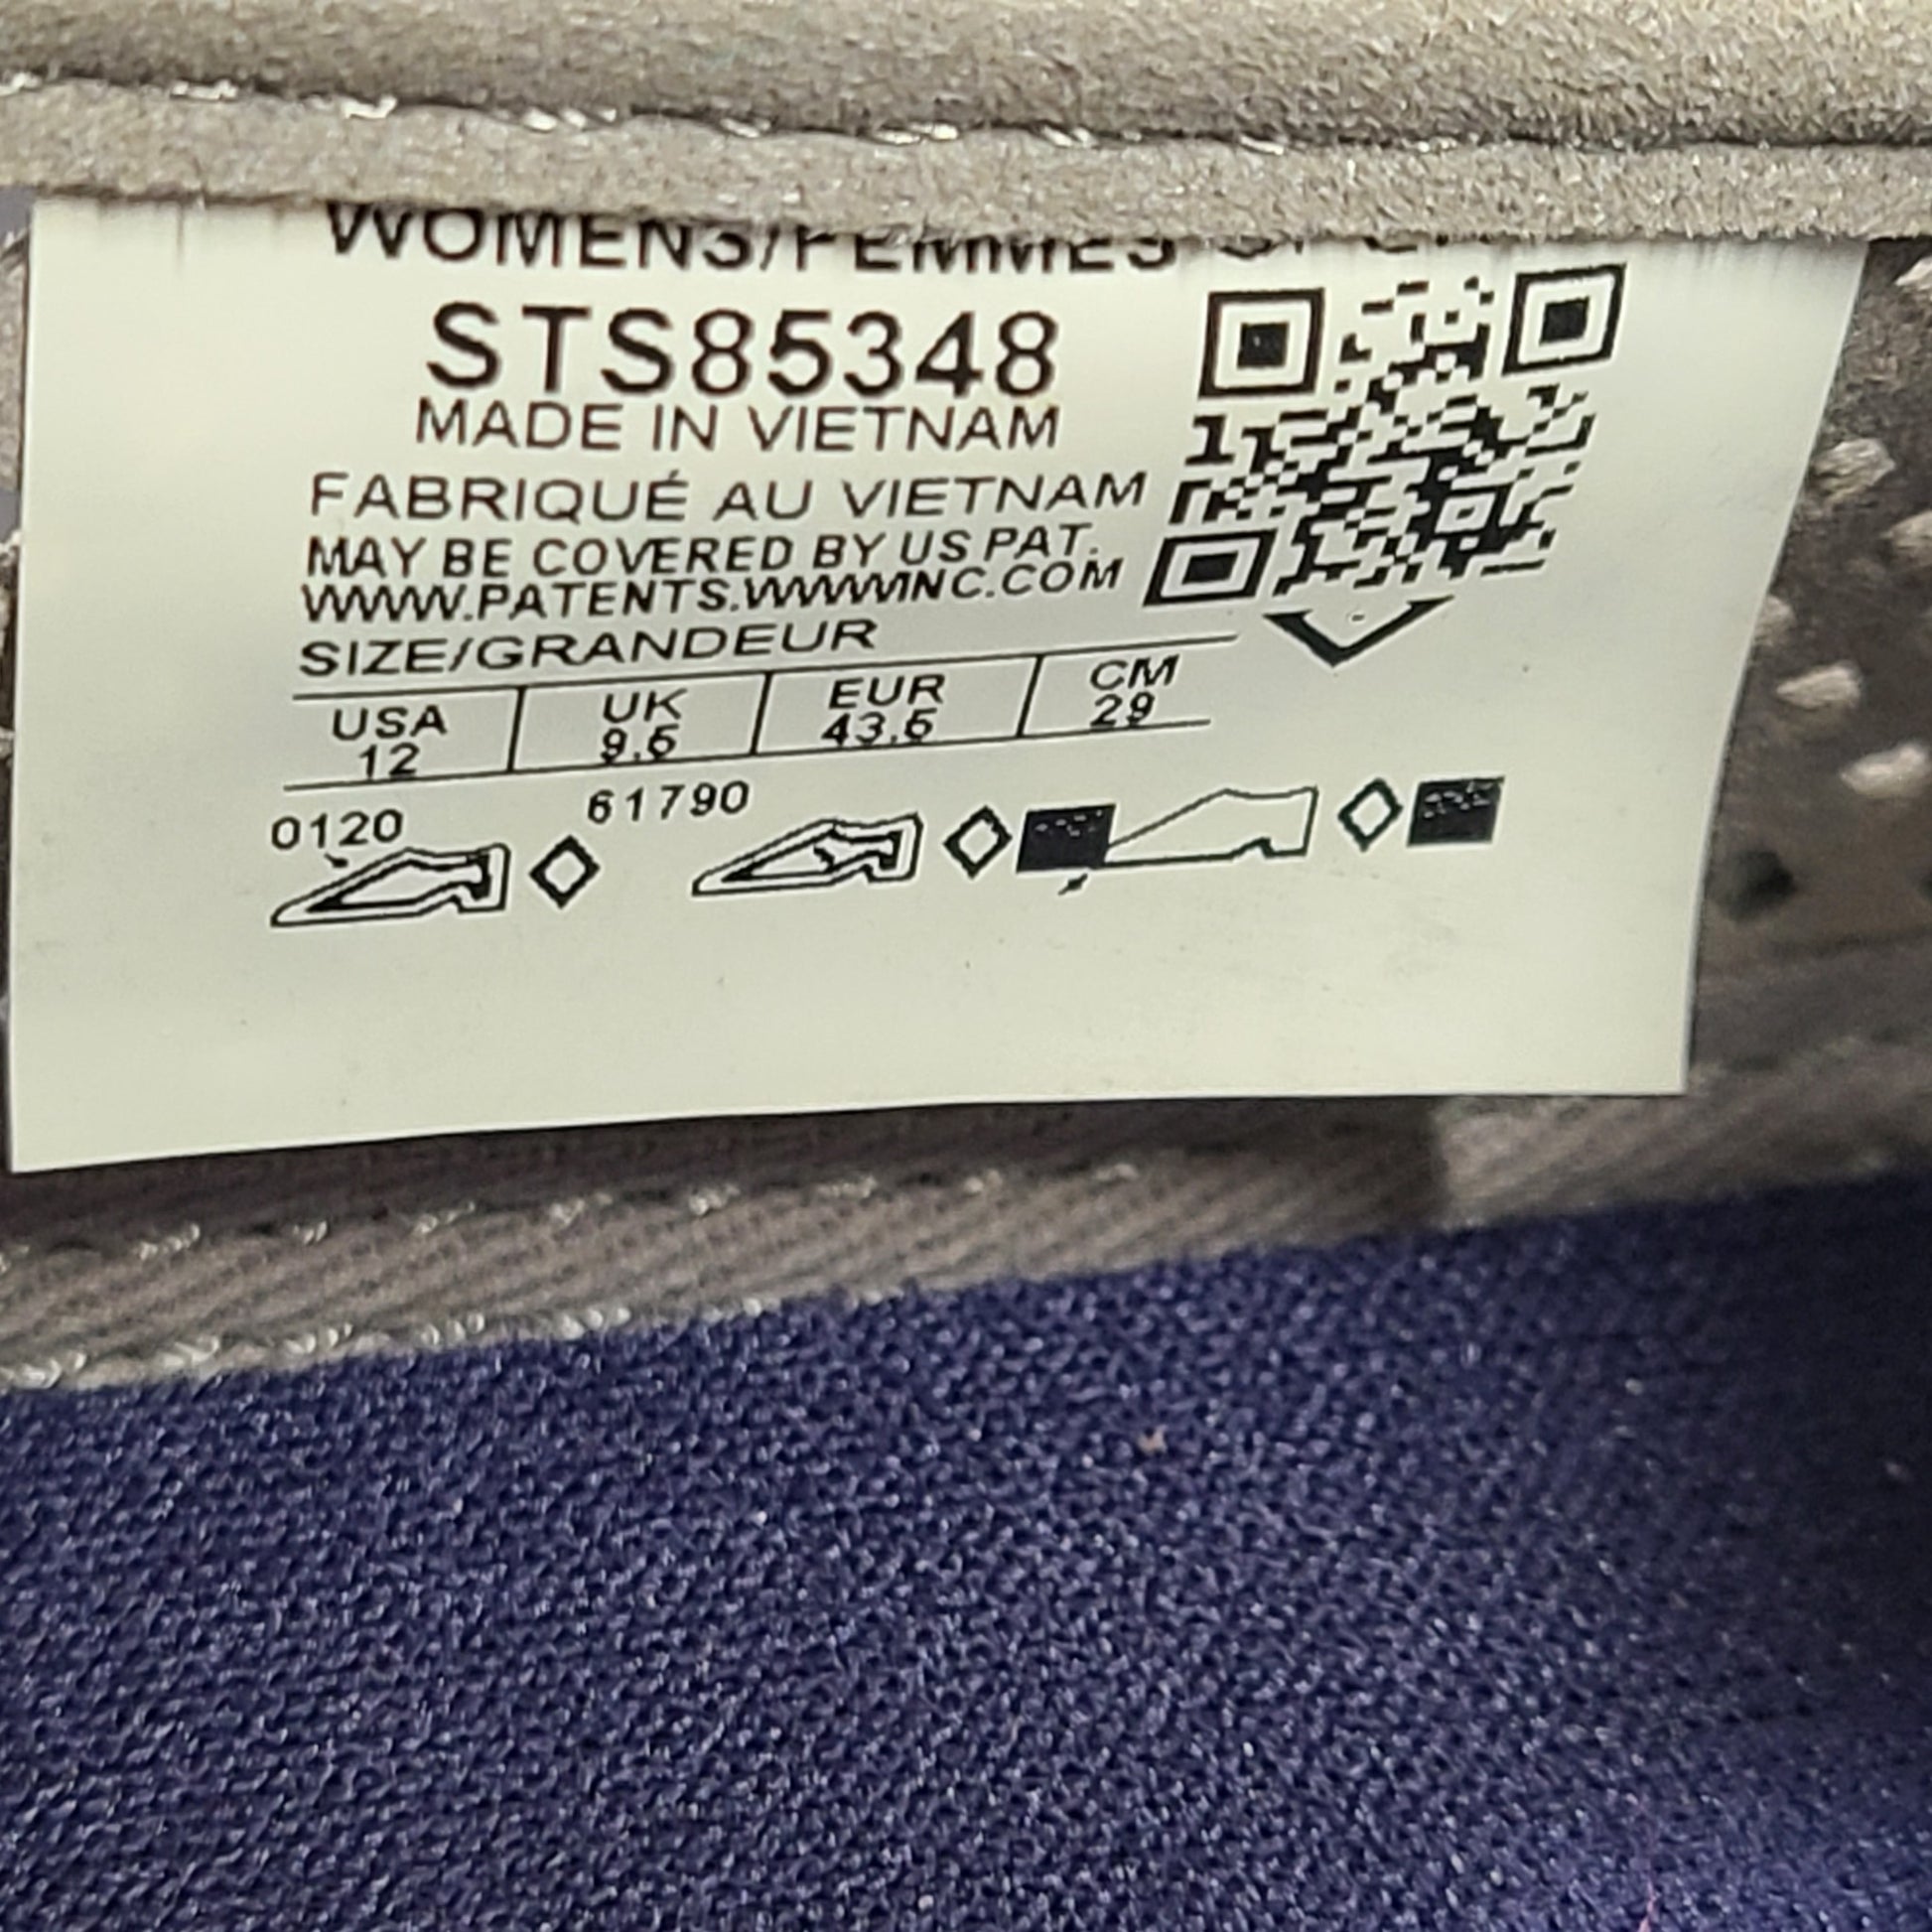 WOMENS/FEMMES
STS85348
MADE IN VIETNAM
FABRIQUÉ AU VIETNAM
MAY BE COVERED BY US PAT.
WWW.PATENTS.WWWINC.COM
SIZE/GRANDEUR
USA UK EUR CM
12 9.5 43.5 29
0120 61790